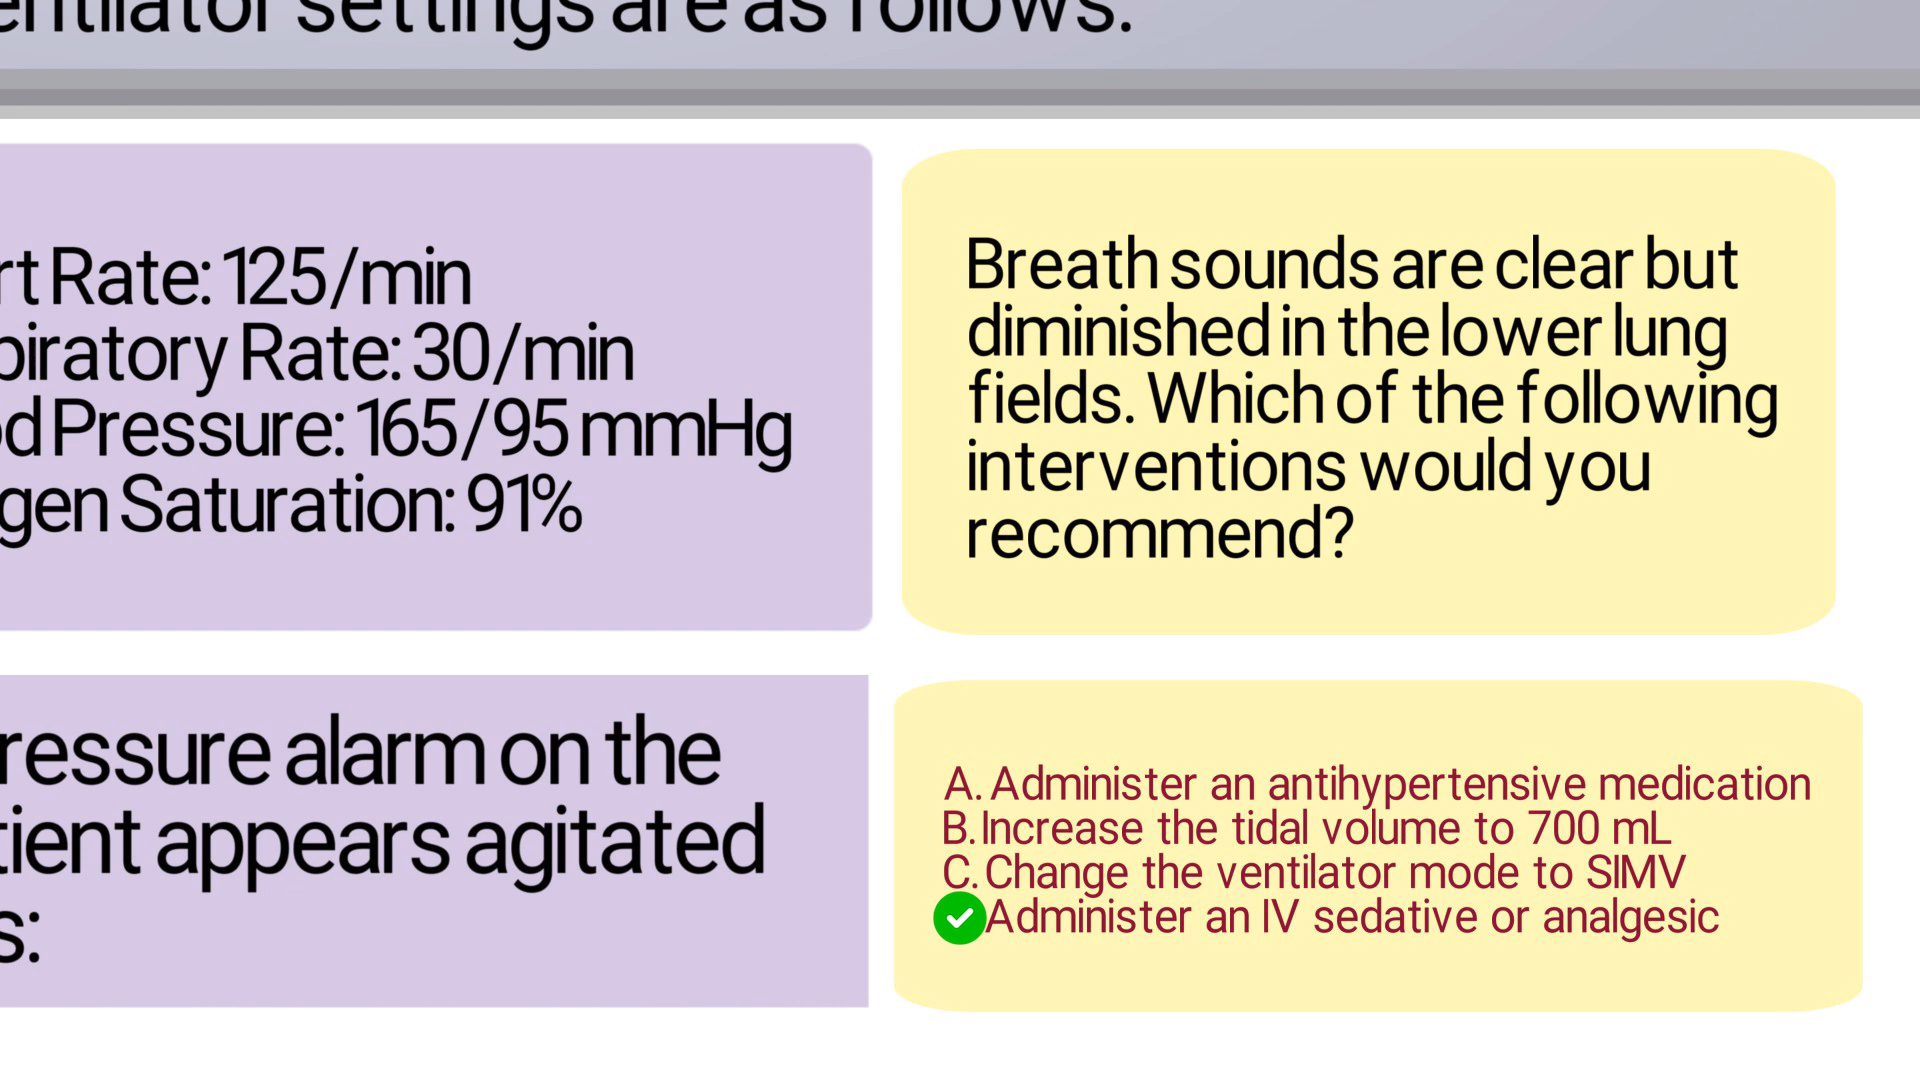 ventilator settings are as follows.
rt Rate: 125/min
piratory Rate: 30/min
od Pressure: 165/95 mmHg
gen Saturation: 91%
Breath sounds are clear but
diminished in the lower lung
fields. Which of the following
interventions would you
recommend?
ressure alarm on the
tient appears agitated
s:
A. Administer an antihypertensive medication
B. Increase the tidal volume to 700 mL
C. Change the ventilator mode to SIMV
Administer an IV sedative or analgesic